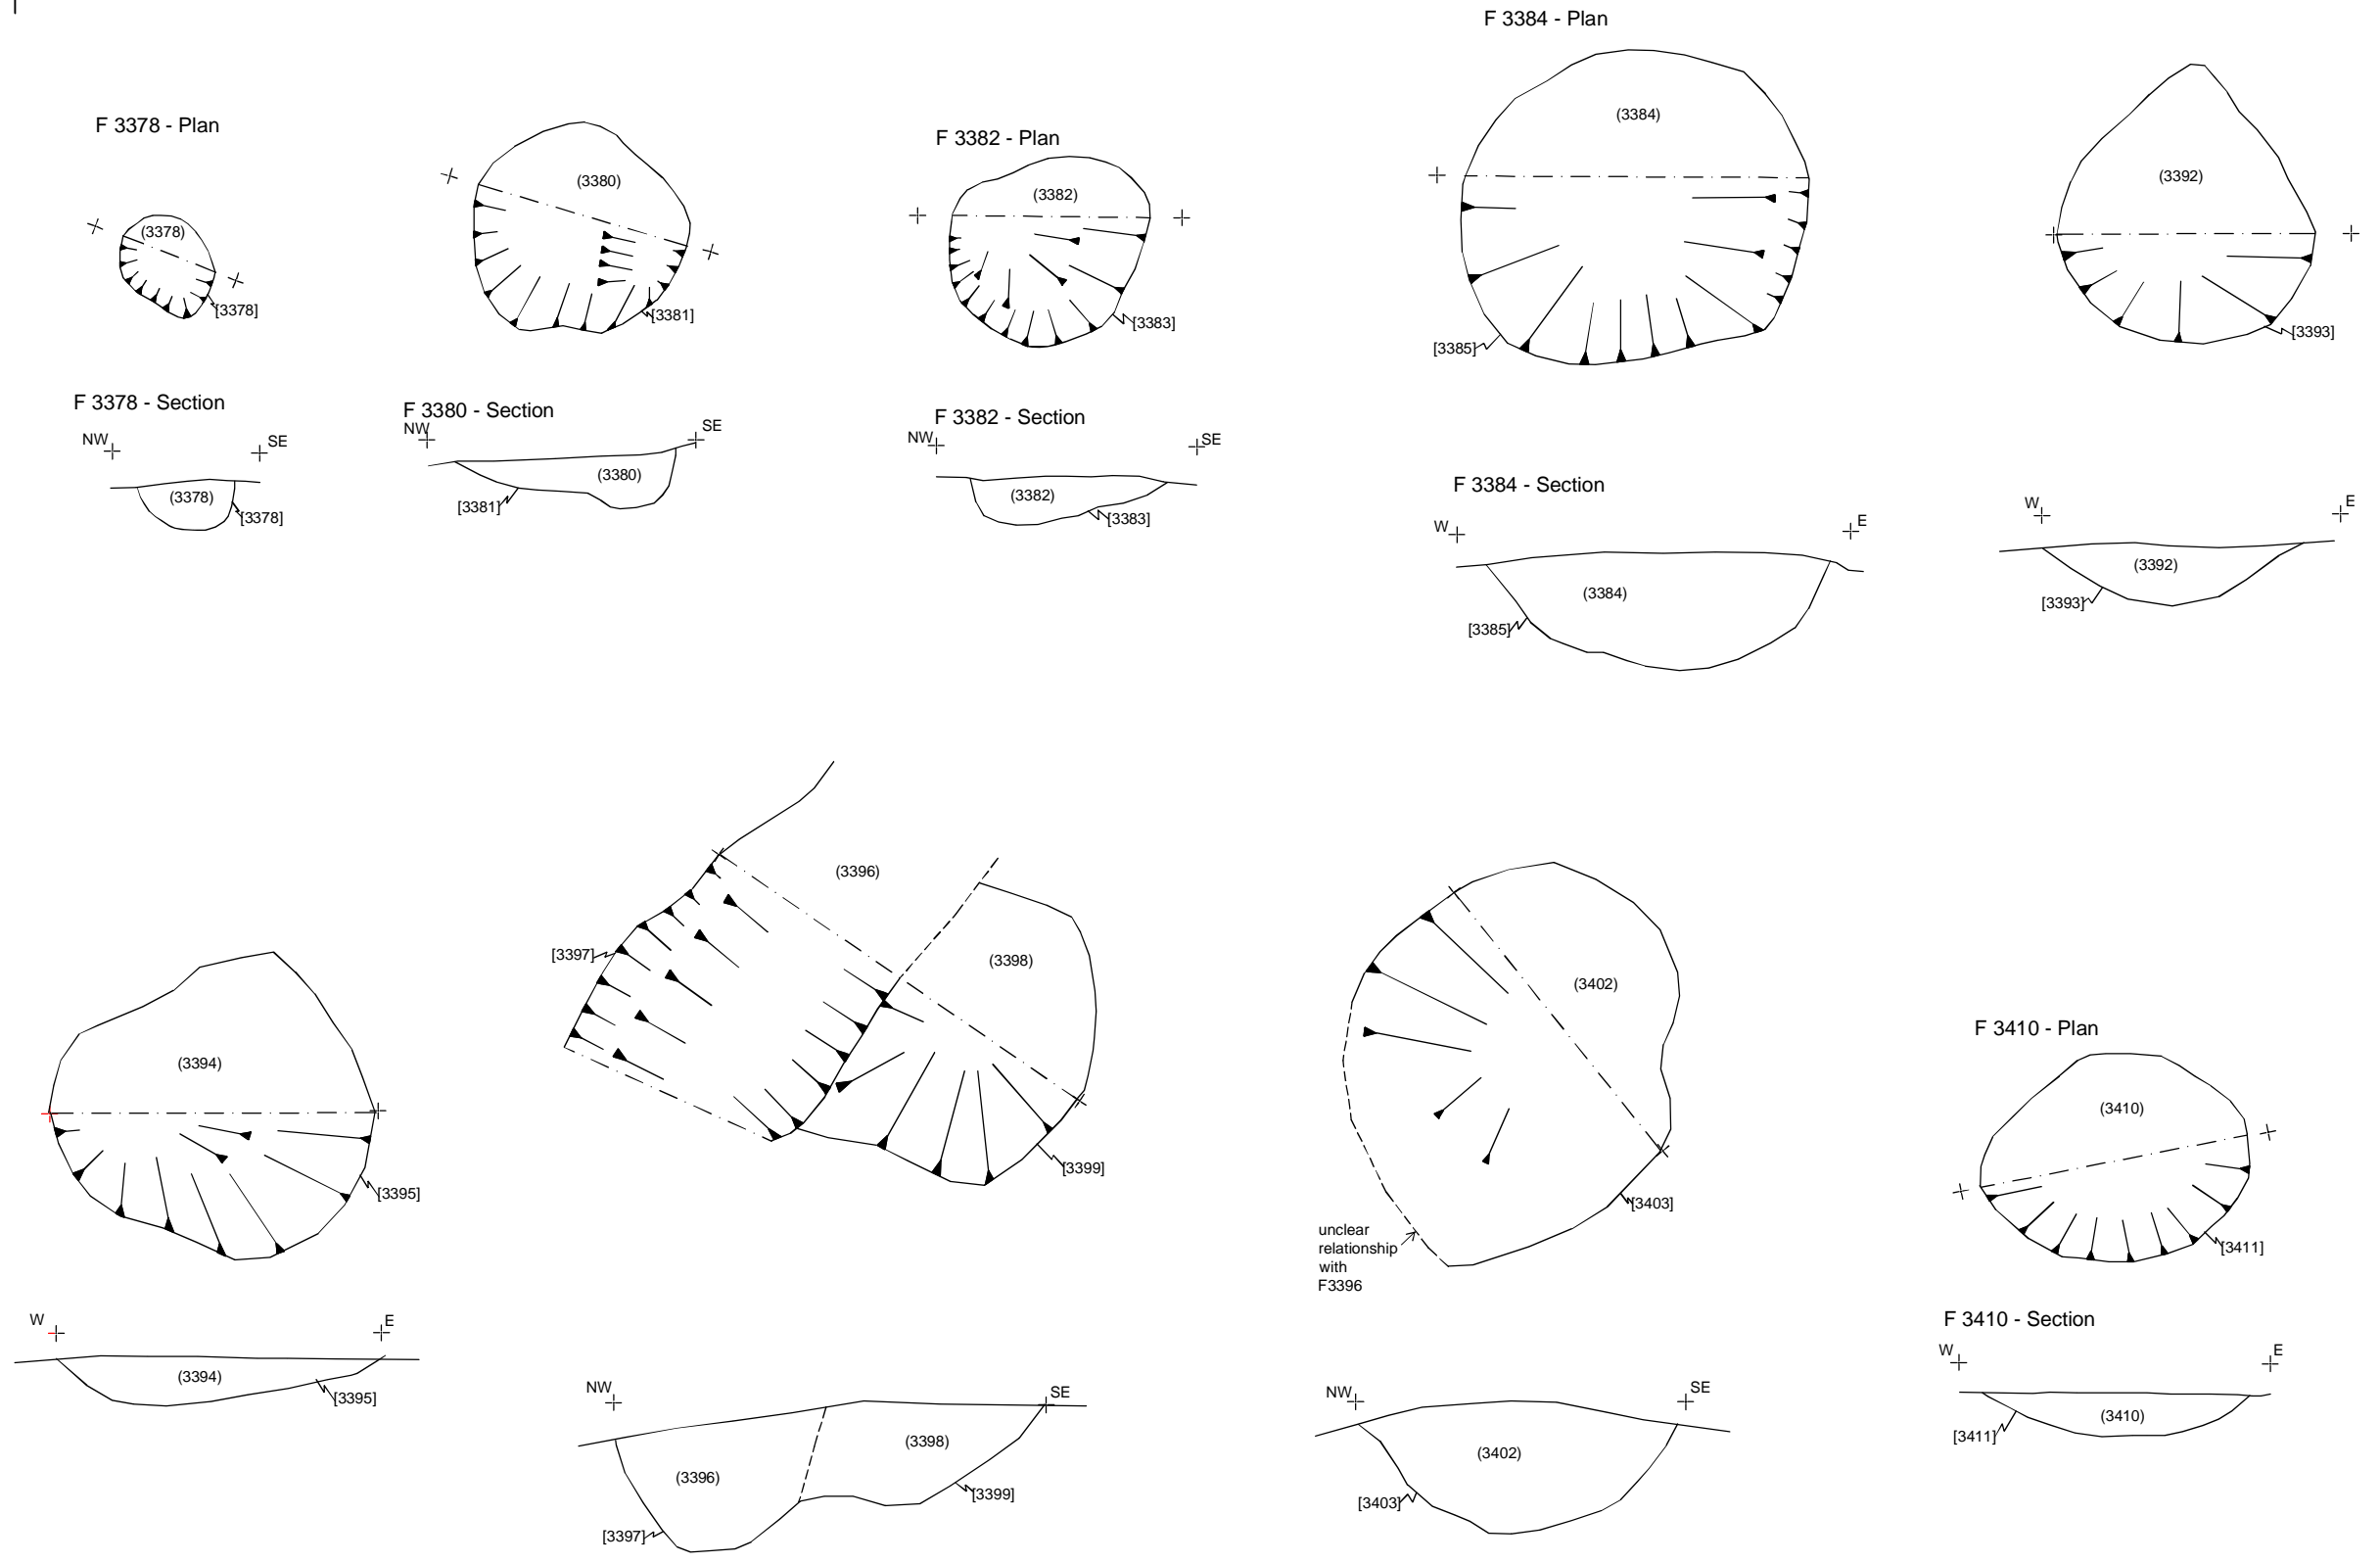 F 3384 - Plan
F 3378 - Plan
F 3382 - Plan
(3384)
(3378)
(3380)
(3382)
(3392)
[3378]
[3381]
[3383]
[3385]
[3393]
F 3378 - Section
F 3380 - Section
F 3382 - Section
NW
SE
(3378)
[3378]
NW
SE
(3380)
[3381]
NW
SE
(3382)
[3383]
F 3384 - Section
W
E
(3384)
[3385]
W
E
(3392)
[3393]
(3394)
[3395]
(3396)
[3397]
(3398)
[3399]
(3402)
[3403]
unclear
relationship
with
F3396
F 3410 - Plan
(3410)
[3411]
W
E
(3394)
[3395]
NW
SE
(3396)
(3398)
[3399]
[3397]
NW
SE
(3402)
[3403]
F 3410 - Section
W
E
(3410)
[3411]